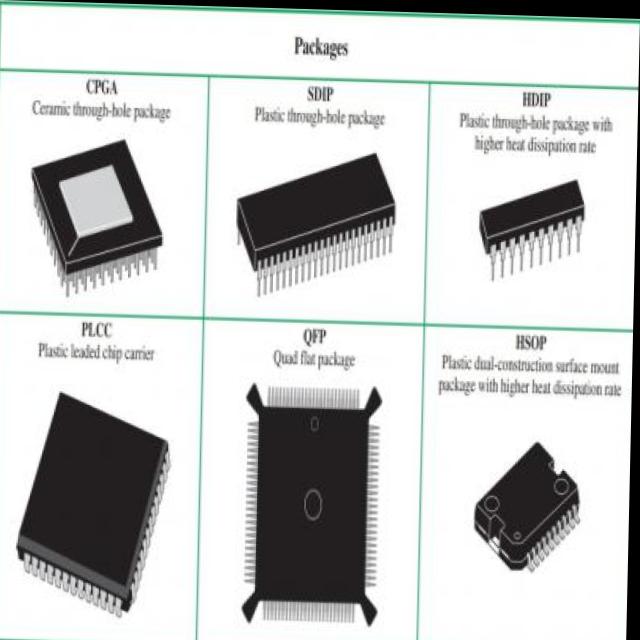 Packages
CPGA
Ceramic through-hole package
SDIP
Plastic through-hole package
HDIP
Plastic through-hole package with
higher heat dissipation rate
PLCC
Plastic leaded chip carrier
QFP
Quad flat package
HSOP
Plastic dual-construction surface mount
package with higher heat dissipation rate